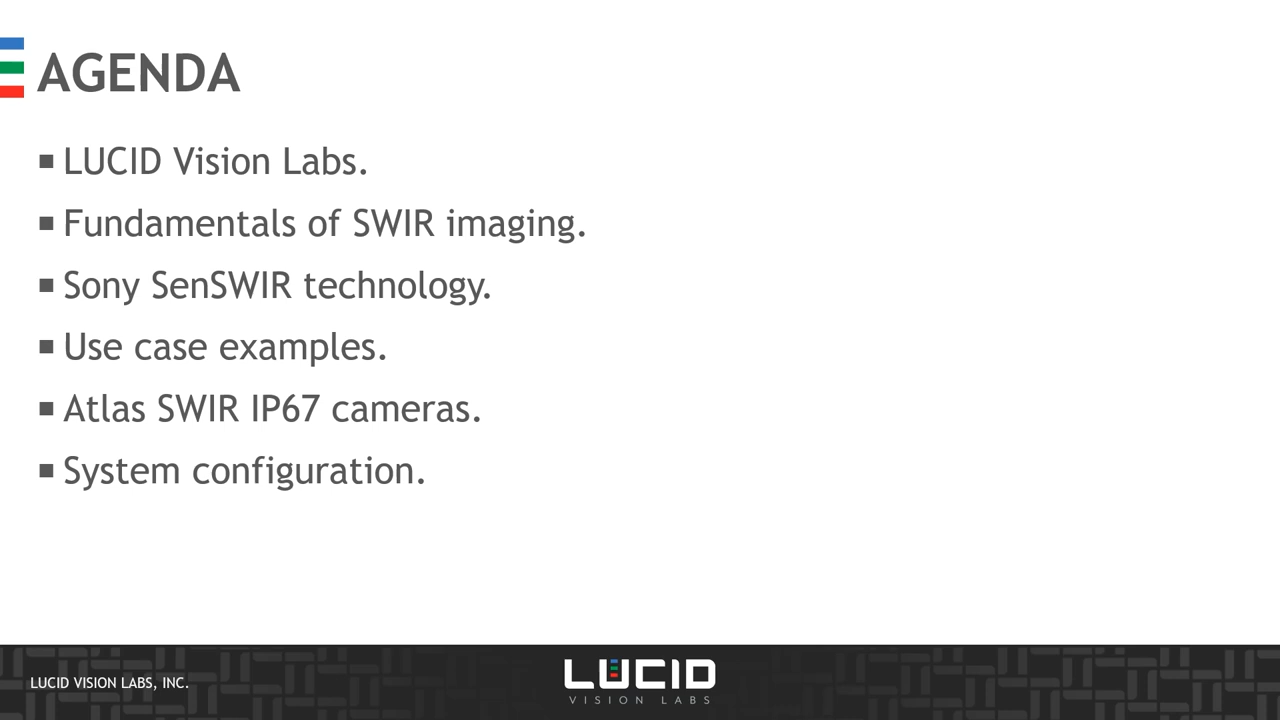 AGENDA
▪ LUCID Vision Labs.
▪ Fundamentals of SWIR imaging.
▪ Sony SenSWIR technology.
▪ Use case examples.
▪ Atlas SWIR IP67 cameras.
▪ System configuration.
LUCID VISION LABS, INC.
LUCID
VISION LABS